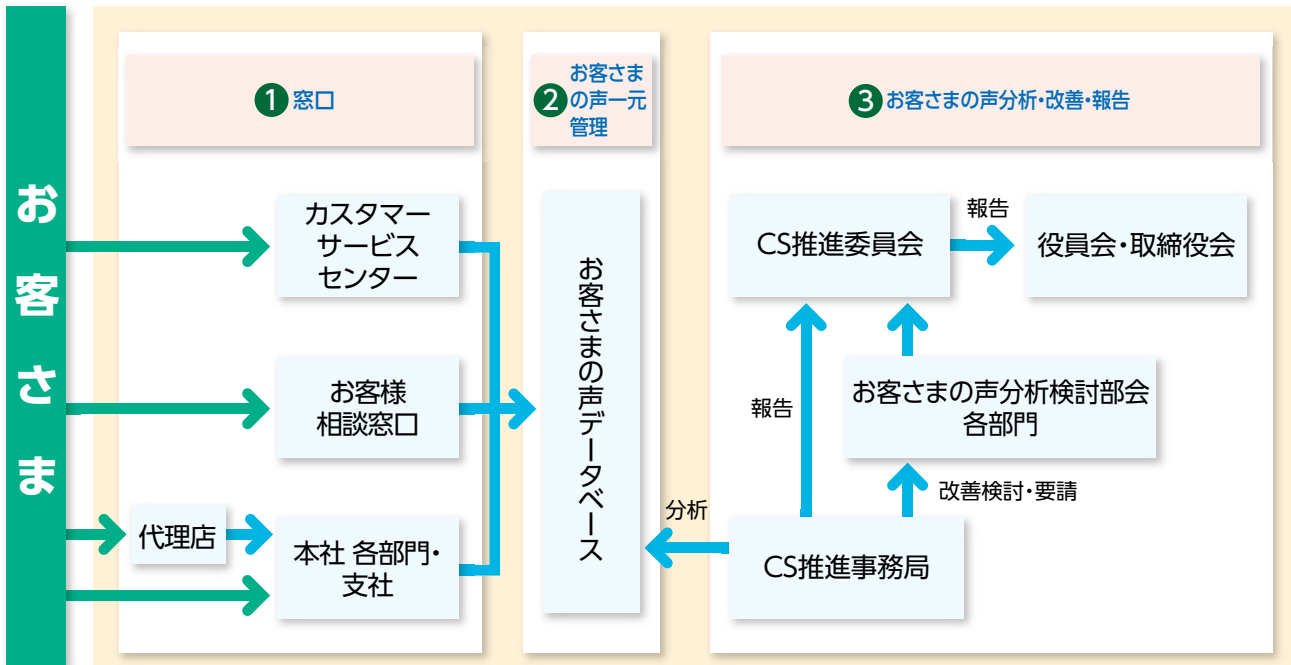 お客さま
1 窓口
カスタマー
サービス
センター
お客様
相談窓口
代理店
本社 各部門・
支社
2 お客さま
の声一元
管理
お客さまの声データベース
3 お客さまの声分析・改善・報告
CS推進委員会
報告
役員会・取締役会
お客さまの声分析検討部会
各部門
報告
改善検討・要請
分析
CS推進事務局